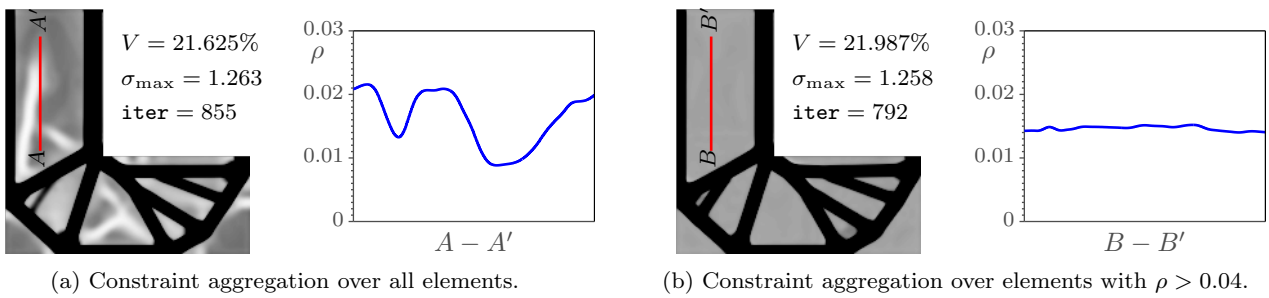 A'
A
V = 21.625%
σmax = 1.263
iter = 855
0.03
ρ
0.02
0.01
0
A − A′
(a) Constraint aggregation over all elements.
B'
B
V = 21.987%
σmax = 1.258
iter = 792
0.03
ρ
0.02
0.01
0
B − B′
(b) Constraint aggregation over elements with ρ > 0.04.